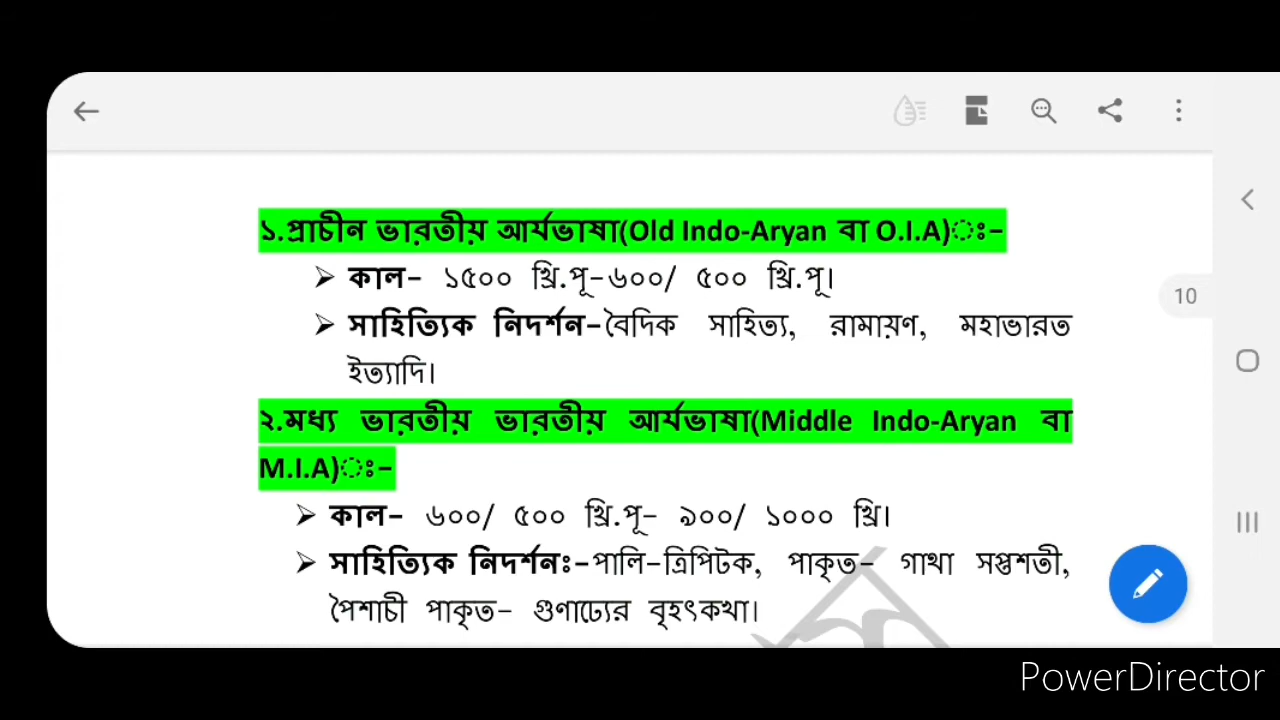 ১.প্রাচীন ভারতীয় আর্যভাষা(Old Indo-Aryan বা O.I.A)ঃ-
10
➢ কাল- ১৫০০ খ্রি.পূ-৬০০/ ৫০০ খ্রি.পূ।
➢ সাহিত্যিক নিদর্শন-বৈদিক সাহিত্য, রামায়ণ, মহাভারত
ইত্যাদি।
২.মধ্য ভারতীয় ভারতীয় আর্যভাষা(Middle Indo-Aryan বা
M.I.A)ঃ-
➢ কাল- ৬০০/ ৫০০ খ্রি.পূ- ৯০০/ ১০০০ খ্রি।
➢ সাহিত্যিক নিদর্শনঃ-পালি-ত্রিপিটক, পাকৃত- গাথা সপ্তশতী,
পৈশাচী পাকৃত- গুণাঢ্যের বৃহৎকখা।
PowerDirector